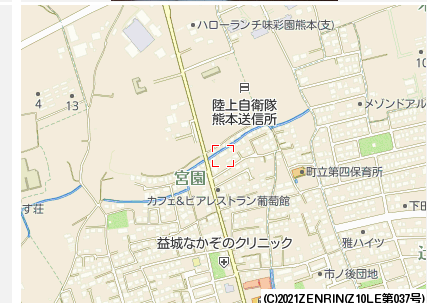 ハローランチ味彩園熊本(支)
10
4
13
陸上自衛隊
熊本送信所
メゾンドアル
町立第四保育所
宮園
カフェ&ビアレストラン葡萄館
す荘
下田
益城なかぞのクリニック
雅ハイツ
市ノ後団地
(C)2021ZENRIN(Z10LE第037号)